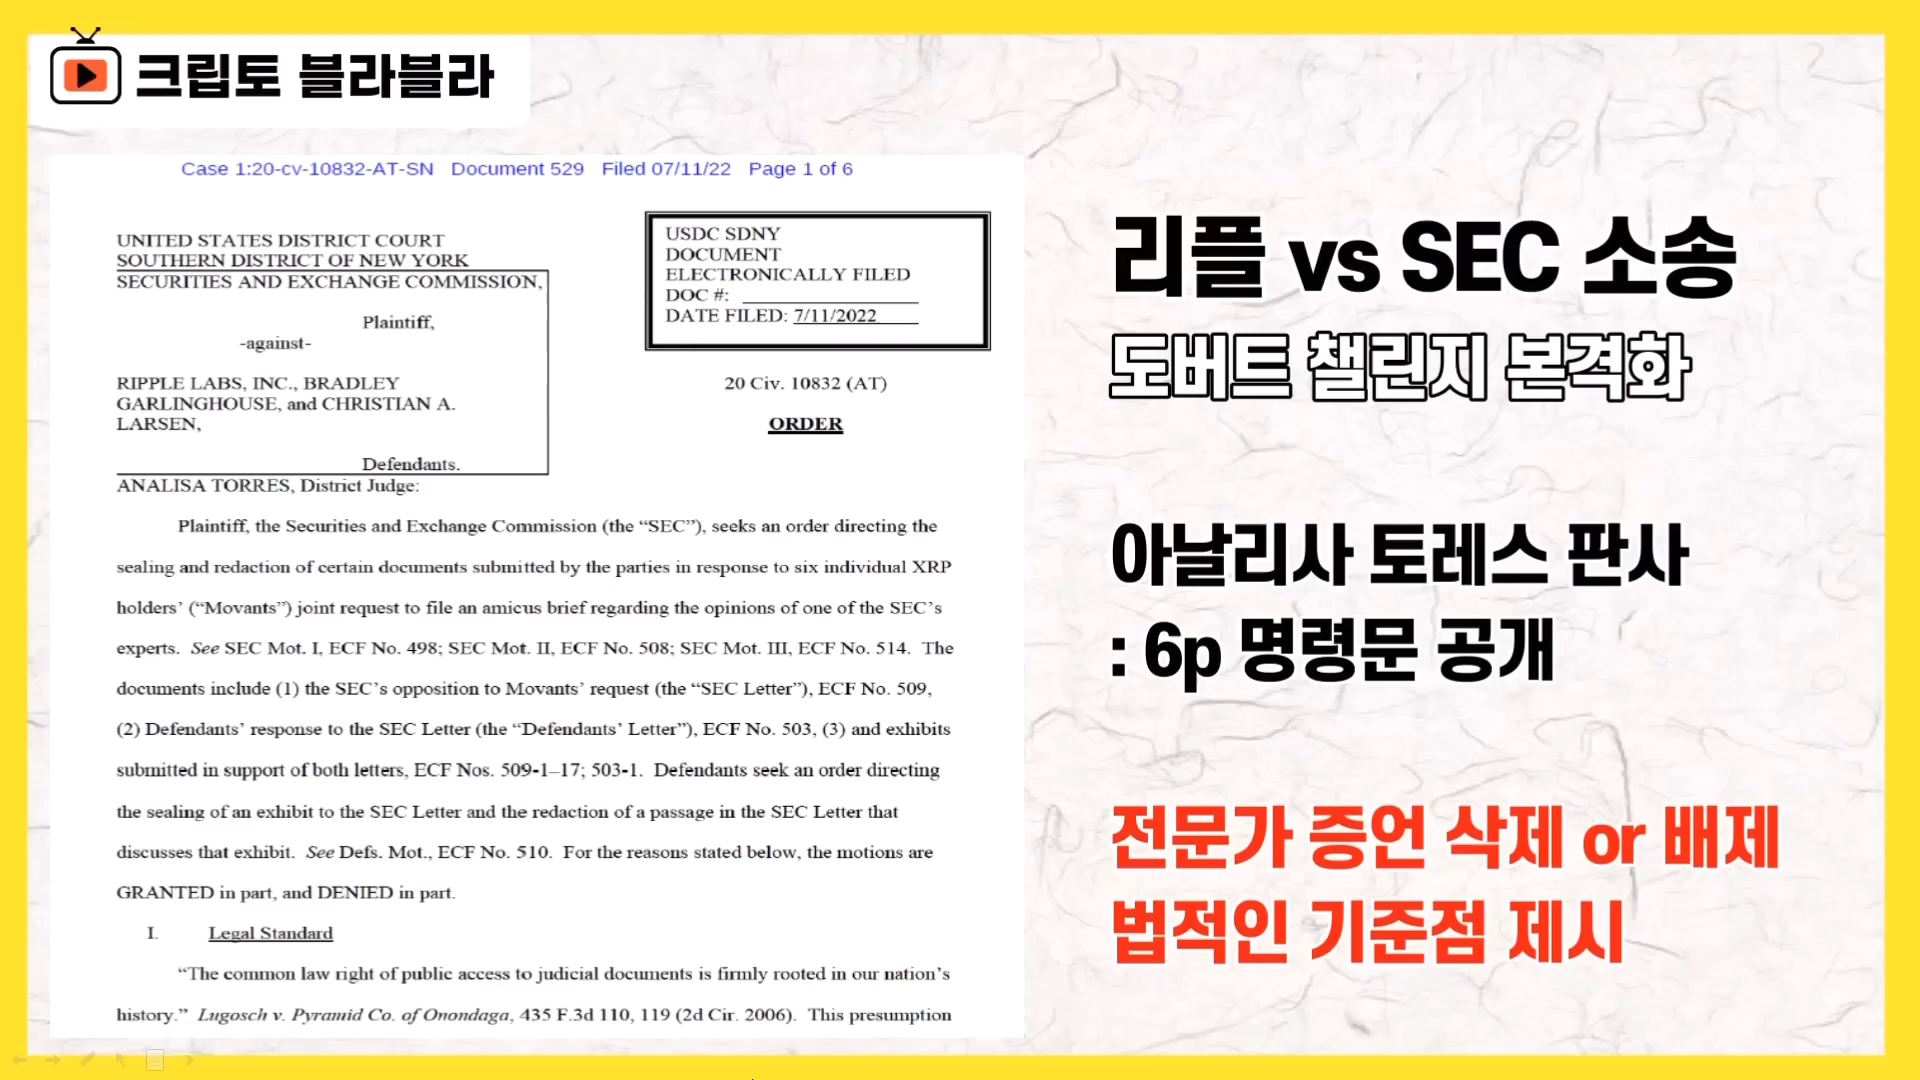 크립토 블라블라
Case 1:20-cv-10832-AT-SN Document 529 Filed 07/11/22 Page 1 of 6
UNITED STATES DISTRICT COURT
SOUTHERN DISTRICT OF NEW YORK
SECURITIES AND EXCHANGE COMMISSION,
Plaintiff,
-against-
RIPPLE LABS, INC., BRADLEY
GARLINGHOUSE, and CHRISTIAN A.
LARSEN,
Defendants.
USDC SDNY
DOCUMENT
ELECTRONICALLY FILED
DOC #:
DATE FILED: 7/11/2022
20 Civ. 10832 (AT)
ORDER
ANALISA TORRES, District Judge:
Plaintiff, the Securities and Exchange Commission (the “SEC”), seeks an order directing the
sealing and redaction of certain documents submitted by the parties in response to six individual XRP
holders’ (“Movants”) joint request to file an amicus brief regarding the opinions of one of the SEC’s
experts. See SEC Mot. I, ECF No. 498; SEC Mot. II, ECF No. 508; SEC Mot. III, ECF No. 514. The
documents include (1) the SEC’s opposition to Movants’ request (the “SEC Letter”), ECF No. 509,
(2) Defendants’ response to the SEC Letter (the “Defendants’ Letter”), ECF No. 503, (3) and exhibits
submitted in support of both letters, ECF Nos. 509-1–17; 503-1. Defendants seek an order directing
the sealing of an exhibit to the SEC Letter and the redaction of a passage in the SEC Letter that
discusses that exhibit. See Defs. Mot., ECF No. 510. For the reasons stated below, the motions are
GRANTED in part, and DENIED in part.
I. Legal Standard
“The common law right of public access to judicial documents is firmly rooted in our nation’s
history.” Lugosch v. Pyramid Co. of Onondaga, 435 F.3d 110, 119 (2d Cir. 2006). This presumption
리플 vs SEC 소송
도버트 챌린지 본격화
아날리사 토레스 판사
: 6p 명령문 공개
전문가 증언 삭제 or 배제
법적인 기준점 제시